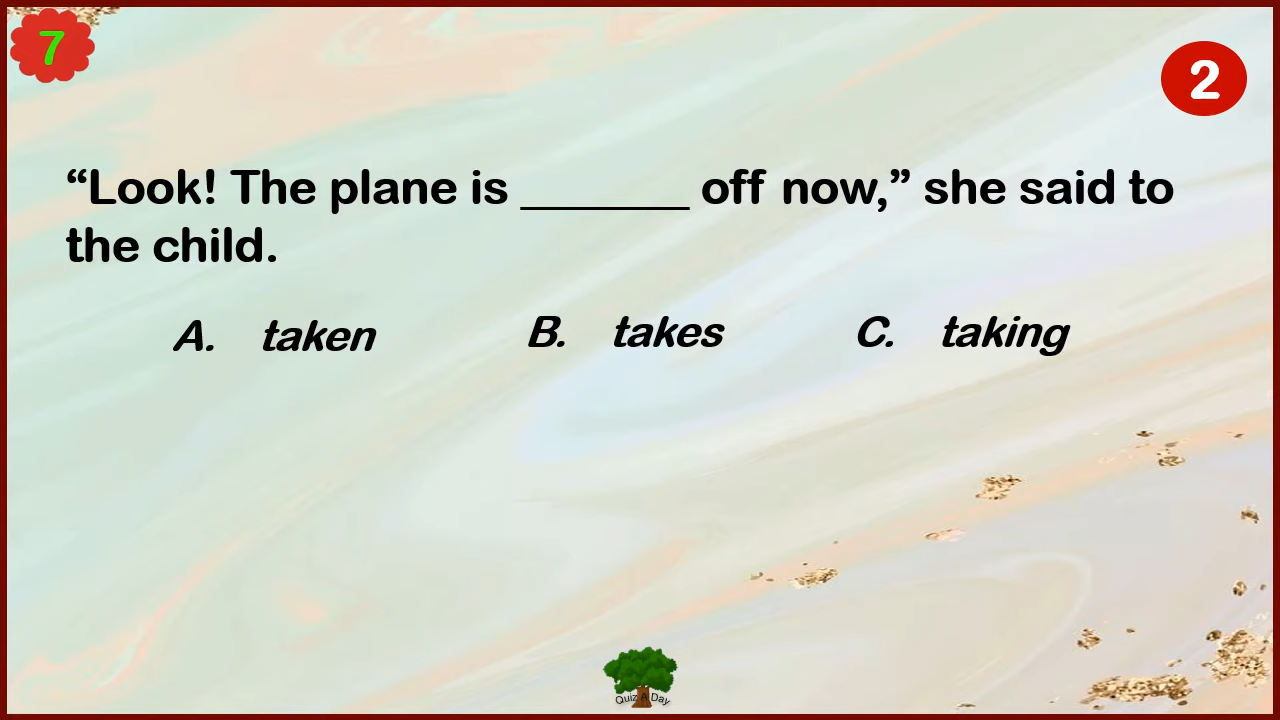 7
2
“Look! The plane is _______ off now,” she said to
the child.
A. taken B. takes C. taking
Quiz A Day